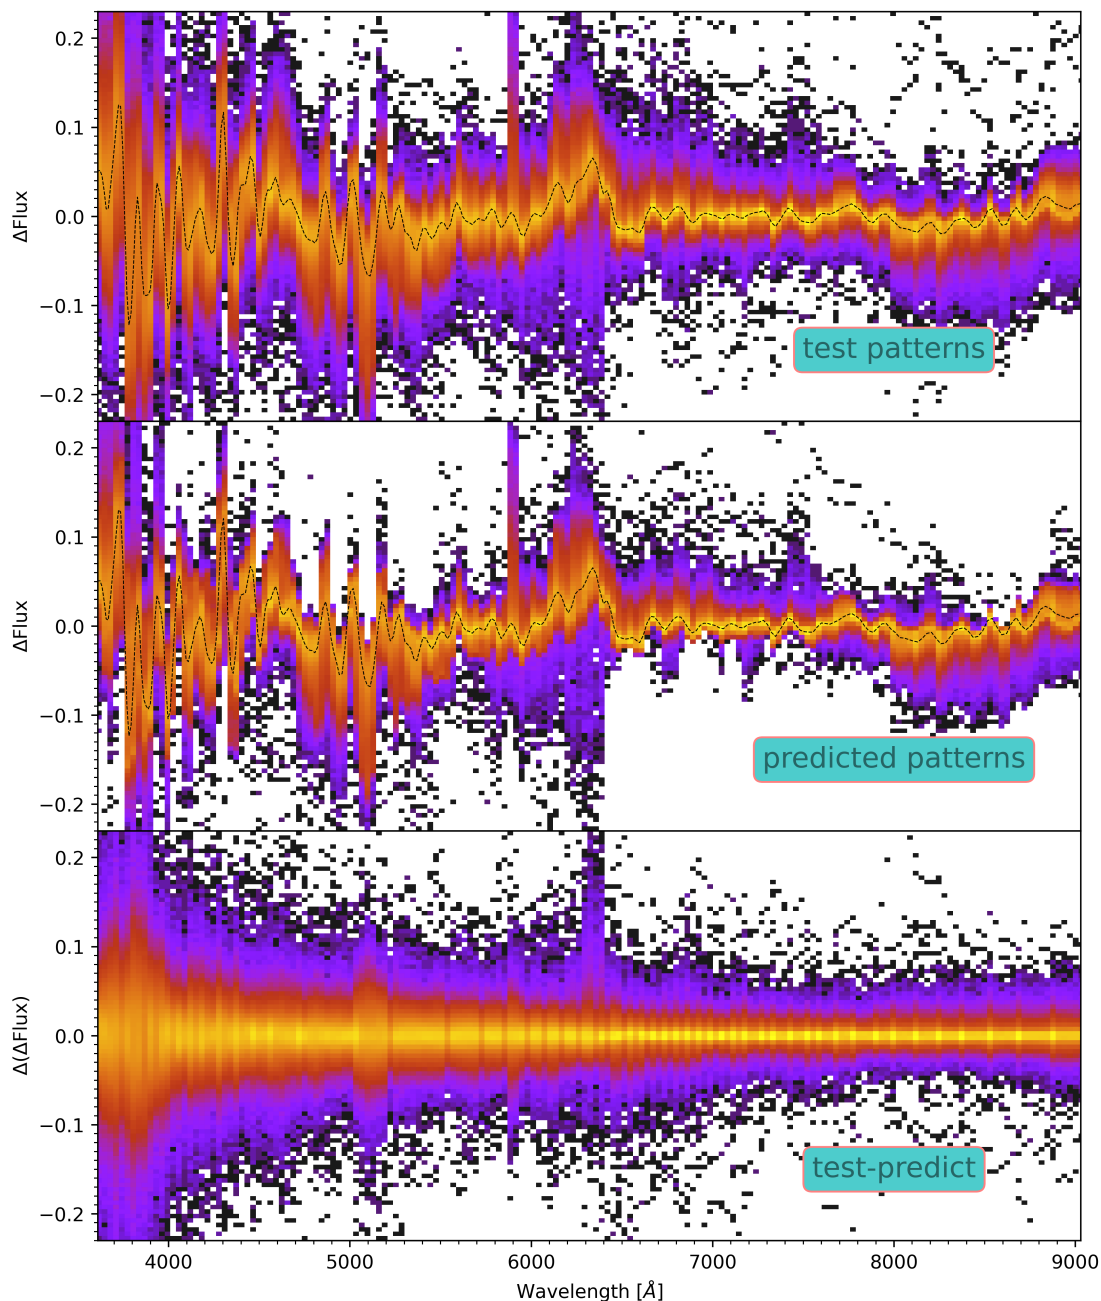 0.2
0.1
0.0
−0.1
−0.2
ΔFlux
test patterns
0.2
0.1
0.0
−0.1
−0.2
ΔFlux
predicted patterns
0.2
0.1
0.0
−0.1
−0.2
Δ(ΔFlux)
test-predict
4000 5000 6000 7000 8000 9000
Wavelength [Å]